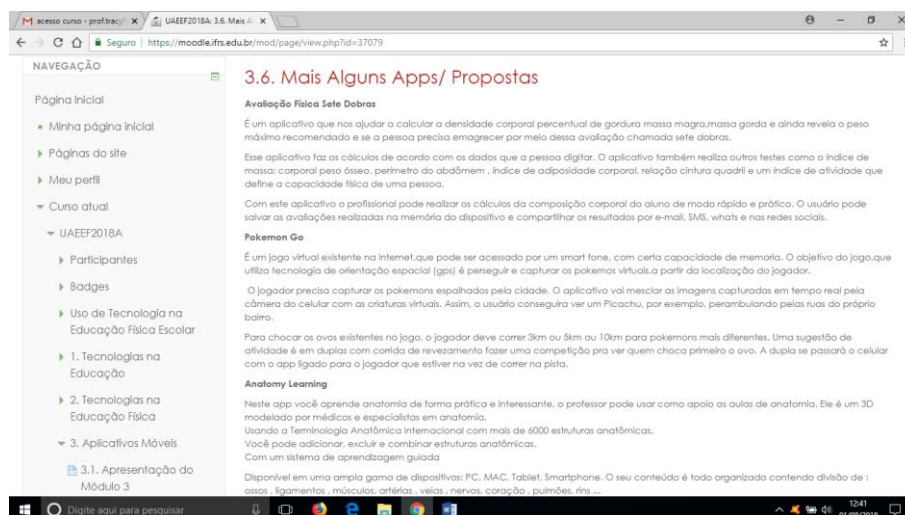 acesso curso - prof.tracy
UAEEF2018A: 3.6. Mais A
Seguro | https://moodle.ifrs.edu.br/mod/page/view.php?id=37079
NAVEGAÇÃO
Página inicial
Minha página inicial
Páginas do site
Meu perfil
Curso atual
UAEEF2018A
Participantes
Badges
Uso de Tecnologia na
Educação Física Escolar
1. Tecnologias na
Educação
2. Tecnologias na
Educação Física
3. Aplicativos Móveis
3.1. Apresentação do
Módulo 3
3.6. Mais Alguns Apps/ Propostas
Avaliação Física Sete Dobras
É um aplicativo que nos ajudar a calcular a densidade corporal percentual de gordura massa magra,massa gorda e ainda revela o peso
máximo recomendado e se a pessoa precisa emagrecer por meio dessa avaliação chamada sete dobras.
Esse aplicativo faz os cálculos de acordo com os dados que a pessoa digitar. O aplicativo também realiza outros testes como o índice de
massa: corporal peso ósseo, perímetro do abdômem , índice de adiposidade corporal, relação cintura quadril e um índice de atividade que
define a capacidade física de uma pessoa.
Com este aplicativo o profissional pode realizar os cálculos da composição corporal do aluno de modo rápido e prático. O usuário pode
salvar as avaliações realizadas na memória do dispositivo e compartilhar os resultados por e-mail, SMS, whats e nas redes sociais.
Pokemon Go
É um jogo virtual existente na internet,que pode ser acessado por um smart fone, com certa capacidade de memoria. O objetivo do jogo,que
utiliza tecnologia de orientação espacial (gps) é perseguir e capturar os pokemos virtuais.a partir da localização do jogador.
O jogador precisa capturar os pokemons espalhados pela cidade. O aplicativo vai mesclar as imagens capturadas em tempo real pela
câmera do celular com as criaturas virtuais. Assim, o usuário conseguira ver um Picachu, por exemplo, perambulando pelas ruas do próprio
bairro.
Para chocar os ovos existentes no jogo, o jogador deve correr 3km ou 5km ou 10km para pokemons mais diferentes. Uma sugestão de
atividade é em duplas com corrida de revezamento fazer uma competição pra ver quem choca primeiro o ovo. A dupla se passará o celular
com o app ligado para o jogador que estiver na vez de correr na pista.
Anatomy Learning
Neste app você aprende anatomia de forma prática e interessante, o professor pode usar como apoio as aulas de anatomia. Ele é um 3D
modelado por médicos e especialistas em anatomia.
Usando a Terminologia Anatômica Internacional com mais de 6000 estruturas anatômicas.
Você pode adicionar, excluir e combinar estruturas anatômicas.
Com um sistema de aprendizagem guiada
Disponível em uma ampla gama de dispositivos: PC, MAC, Tablet, Smartphone. O seu conteúdo é todo organizado contendo divisão de :
ossos , ligamentos , músculos, artérias , veias , nervos, coração , pulmões, rins ...
Digite aqui para pesquisar
12:41
01/08/2018